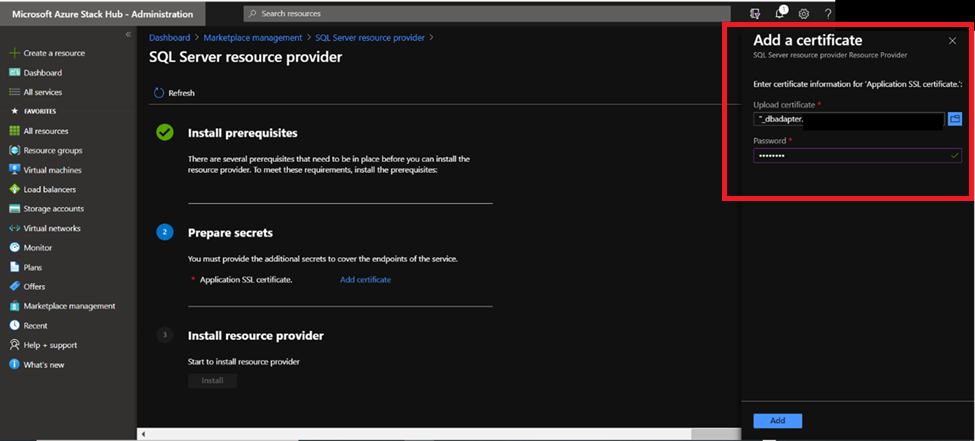 Microsoft Azure Stack Hub - Administration
Search resources
1
?
«
Create a resource
Dashboard
All services
FAVORITES
All resources
Resource groups
Virtual machines
Load balancers
Storage accounts
Virtual networks
Monitor
Plans
Offers
Marketplace management
Recent
Help + support
What's new
Dashboard > Marketplace management > SQL Server resource provider >
SQL Server resource provider
Refresh
Install prerequisites
There are several prerequisites that need to be in place before you can install the
resource provider. To meet these requirements, install the prerequisites:
2
Prepare secrets
You must provide the additional secrets to cover the endpoints of the service.
* Application SSL certificate. Add certificate
3
Install resource provider
Start to install resource provider
Install
Add a certificate
SQL Server resource provider Resource Provider
Enter certificate information for 'Application SSL certificate.':
Upload certificate *
"_dbadapter.
Password *
••••••••
Add